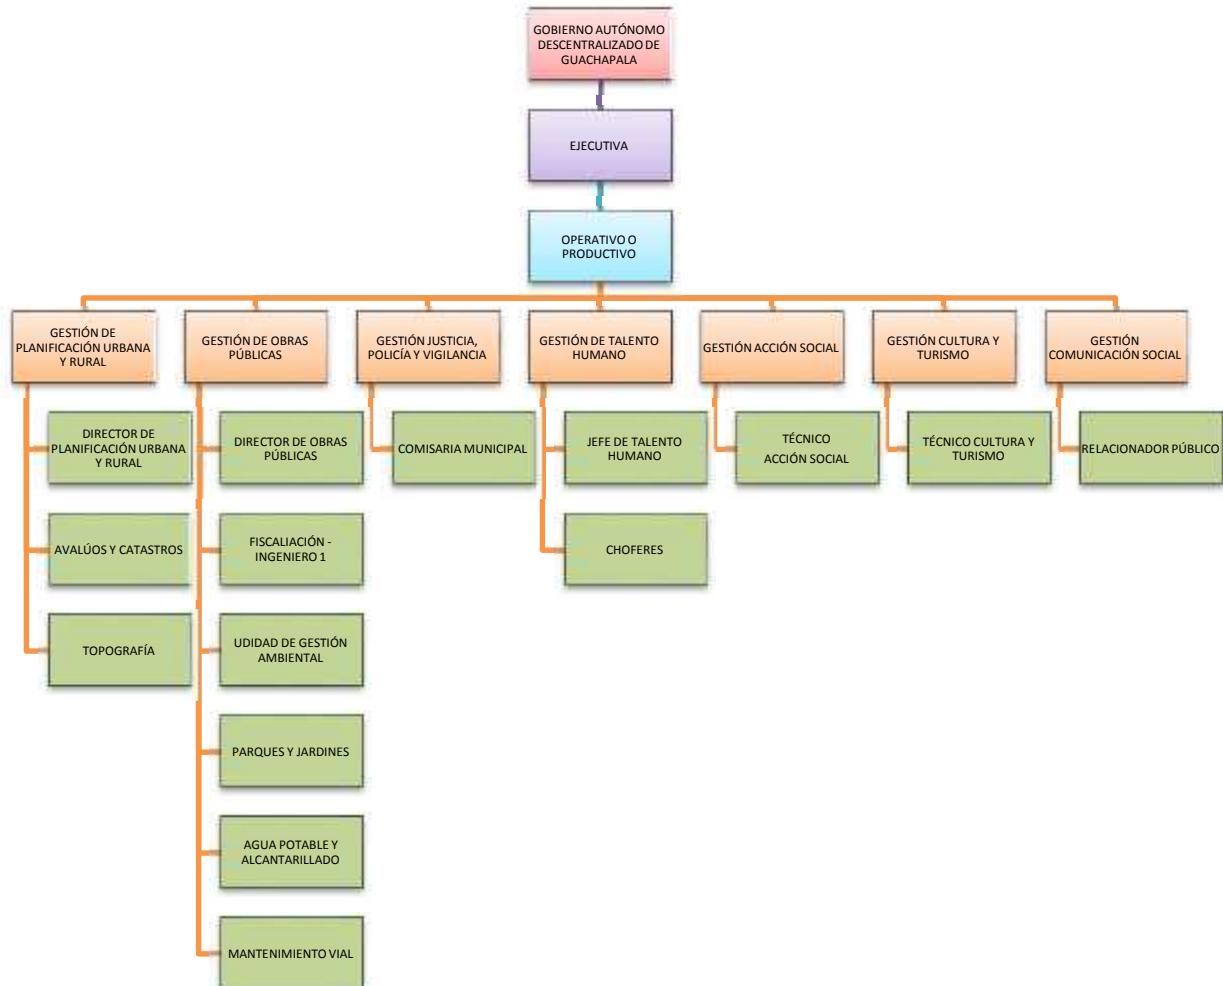 GOBIERNO AUTÓNOMO
DESCENTRALIZADO DE
GUACHAPALA
EJECUTIVA
OPERATIVO O
PRODUCTIVO
GESTIÓN DE
PLANIFICACIÓN URBANA
Y RURAL
GESTIÓN DE OBRAS
PÚBLICAS
GESTIÓN JUSTICIA,
POLICÍA Y VIGILANCIA
GESTIÓN DE TALENTO
HUMANO
GESTIÓN ACCIÓN SOCIAL
GESTIÓN CULTURA Y
TURISMO
GESTIÓN
COMUNICACIÓN SOCIAL
DIRECTOR DE
PLANIFICACIÓN URBANA
Y RURAL
DIRECTOR DE OBRAS
PÚBLICAS
COMISARIA MUNICIPAL
JEFE DE TALENTO
HUMANO
TÉCNICO
ACCIÓN SOCIAL
TÉCNICO CULTURA Y
TURISMO
RELACIONADOR PÚBLICO
AVALÚOS Y CATASTROS
FISCALIACIÓN -
INGENIERO 1
CHOFERES
TOPOGRAFÍA
UDIDAD DE GESTIÓN
AMBIENTAL
PARQUES Y JARDINES
AGUA POTABLE Y
ALCANTARILLADO
MANTENIMIENTO VIAL